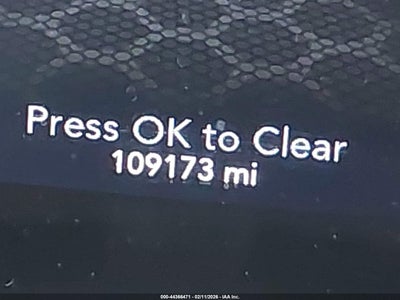 Press OK to Clear
109173 mi
000-44366471 - 02/11/2026 - IAA Inc.